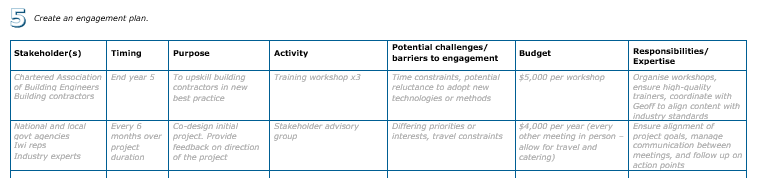 5 Create an engagement plan.
Stakeholder(s) Timing Purpose Activity Potential challenges/ barriers to engagement Budget Responsibilities/ Expertise
Chartered Association of Building Engineers
Building contractors
End year 5
To upskill building contractors in new best practice
Training workshop x3
Time constraints, potential reluctance to adopt new technologies or methods
$5,000 per workshop
Organise workshops, ensure high-quality trainers, coordinate with Geoff to align content with industry standards
National and local govt agencies
Iwi reps
Industry experts
Every 6 months over project duration
Co-design initial project. Provide feedback on direction of the project
Stakeholder advisory group
Differing priorities or interests, travel constraints
$4,000 per year (every other meeting in person – allow for travel and catering)
Ensure alignment of project goals, manage communication between meetings, and follow up on action points